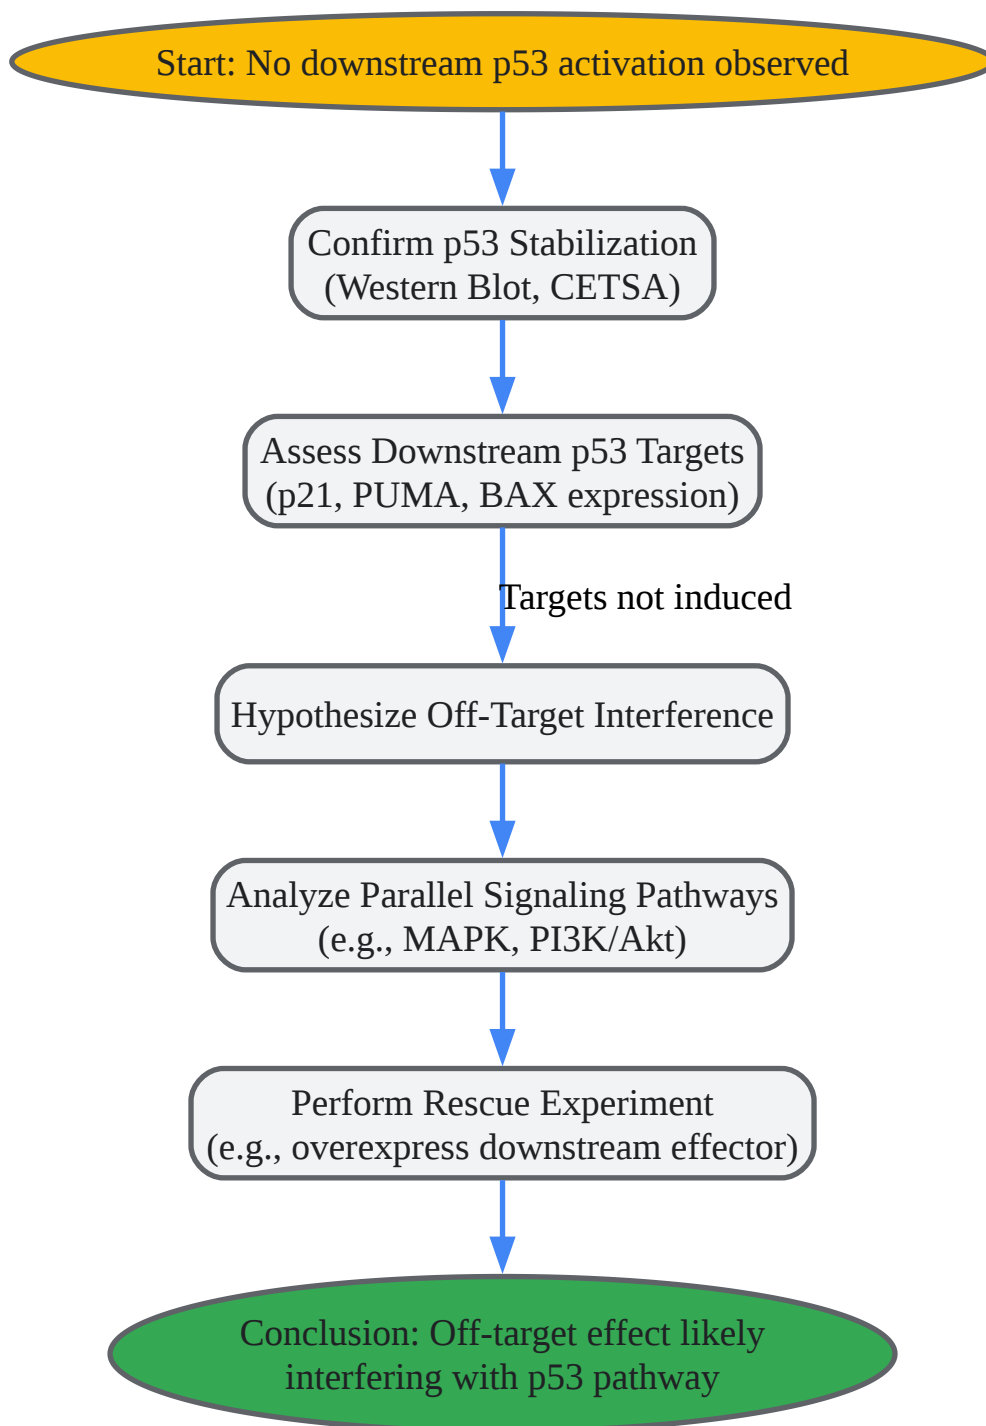 Start: No downstream p53 activation observed
Confirm p53 Stabilization
(Western Blot, CETSA)
Assess Downstream p53 Targets
(p21, PUMA, BAX expression)
Targets not induced
Hypothesize Off-Target Interference
Analyze Parallel Signaling Pathways
(e.g., MAPK, PI3K/Akt)
Perform Rescue Experiment
(e.g., overexpress downstream effector)
Conclusion: Off-target effect likely
interfering with p53 pathway